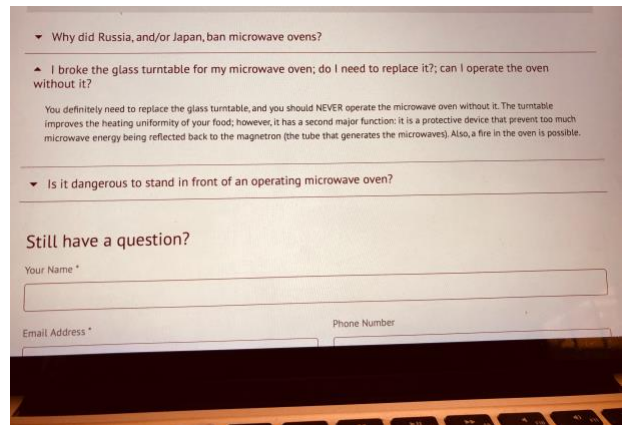 Why did Russia, and/or Japan, ban microwave ovens?
I broke the glass turntable for my microwave oven; do I need to replace it?; can I operate the oven
without it?
You definitely need to replace the glass turntable, and you should NEVER operate the microwave oven without it. The turntable
improves the heating uniformity of your food; however, it has a second major function: it is a protective device that prevent too much
microwave energy being reflected back to the magnetron (the tube that generates the microwaves). Also, a fire in the oven is possible.
Is it dangerous to stand in front of an operating microwave oven?
Still have a question?
Your Name *
Email Address *
Phone Number